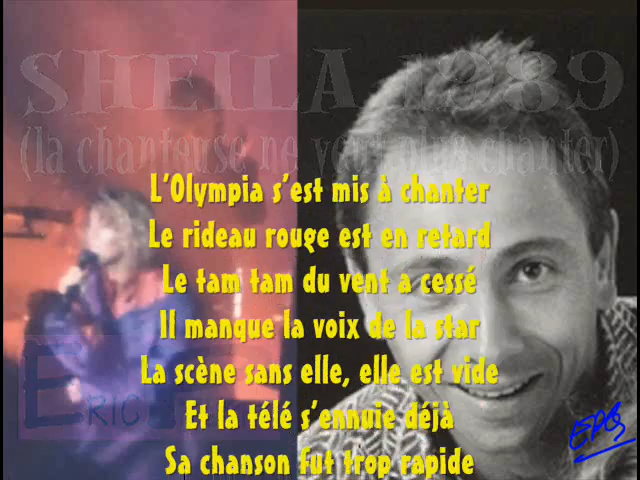 SHEILA 1989
(la chanteuse ne veut plus chanter)
L'Olympia s'est mis à chanter
Le rideau rouge est en retard
Le tam tam du vent a cessé
Il manque la voix de la star
La scène sans elle, elle est vide
Et la télé s'ennuie déjà
Sa chanson fut trop rapide
ERIC